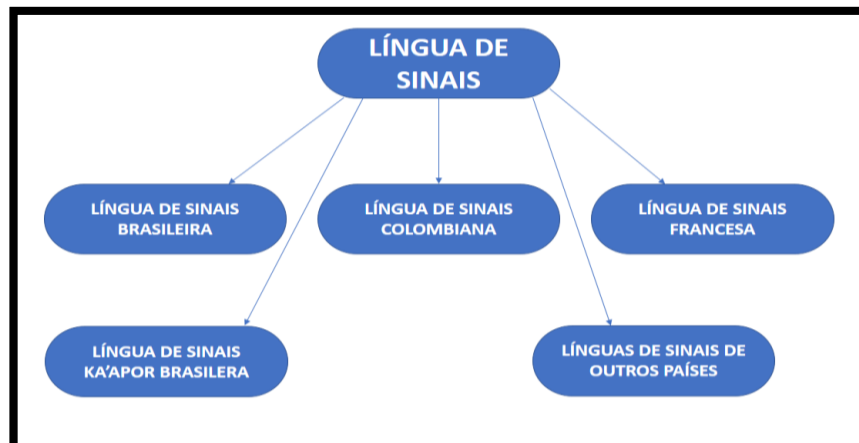 LÍNGUA DE
SINAIS
LÍNGUA DE SINAIS
BRASILEIRA
LÍNGUA DE SINAIS
COLOMBIANA
LÍNGUA DE SINAIS
FRANCESA
LÍNGUA DE SINAIS
KA’APOR BRASILERA
LÍNGUAS DE SINAIS DE
OUTROS PAÍSES